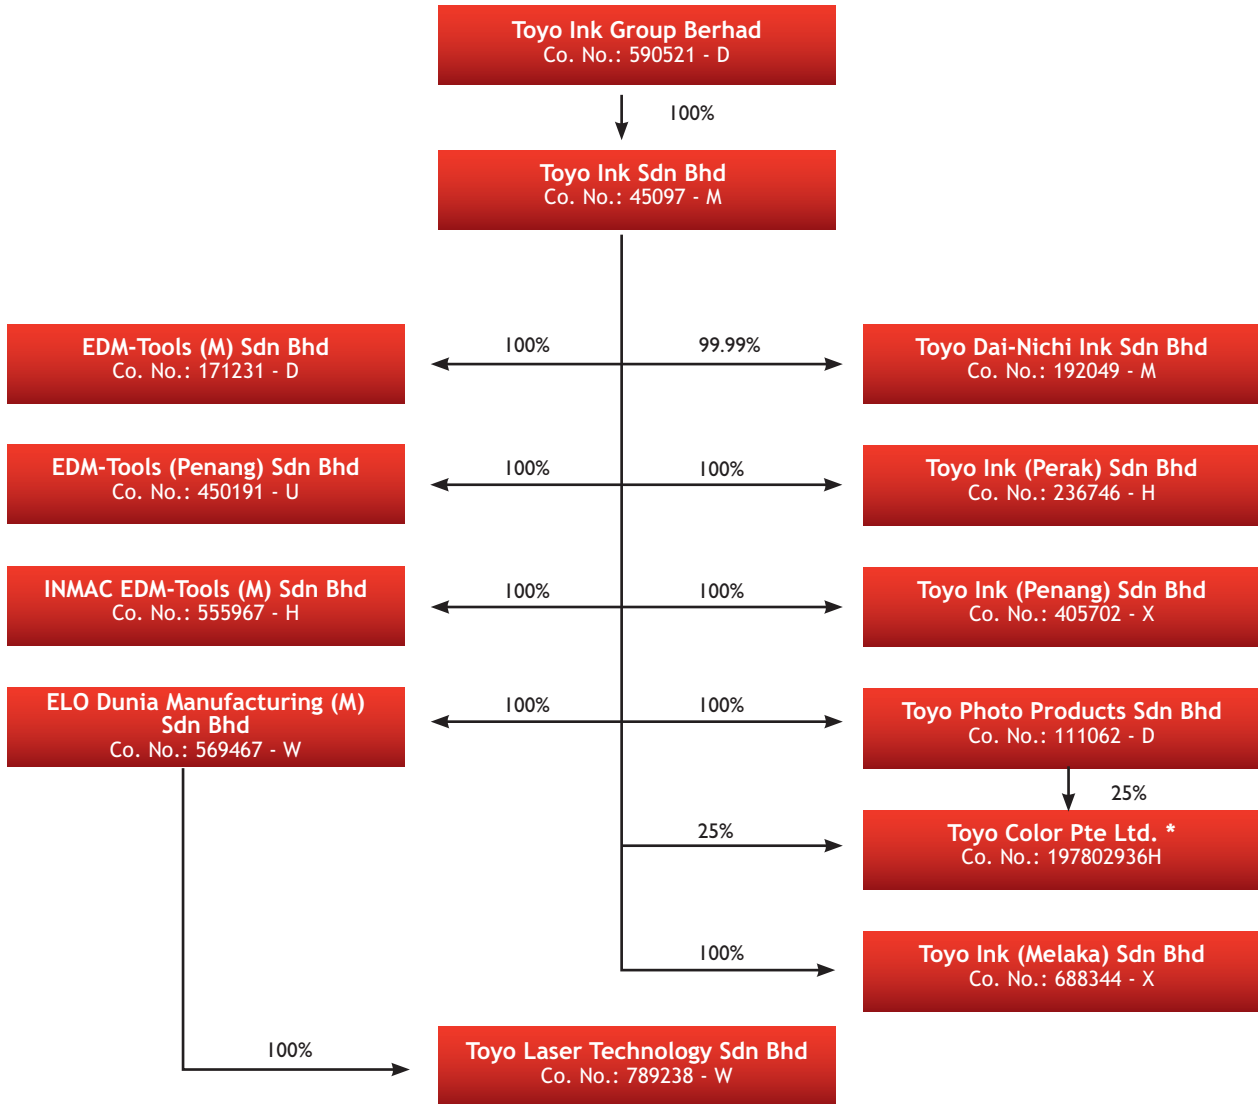 Toyo Ink Group Berhad
Co. No.: 590521 - D
100%
Toyo Ink Sdn Bhd
Co. No.: 45097 - M
EDM-Tools (M) Sdn Bhd
Co. No.: 171231 - D
100%
99.99%
Toyo Dai-Nichi Ink Sdn Bhd
Co. No.: 192049 - M
EDM-Tools (Penang) Sdn Bhd
Co. No.: 450191 - U
100%
100%
Toyo Ink (Perak) Sdn Bhd
Co. No.: 236746 - H
INMAC EDM-Tools (M) Sdn Bhd
Co. No.: 555967 - H
100%
100%
Toyo Ink (Penang) Sdn Bhd
Co. No.: 405702 - X
ELO Dunia Manufacturing (M)
Sdn Bhd
Co. No.: 569467 - W
100%
100%
Toyo Photo Products Sdn Bhd
Co. No.: 111062 - D
25%
25%
Toyo Color Pte Ltd. *
Co. No.: 197802936H
100%
Toyo Ink (Melaka) Sdn Bhd
Co. No.: 688344 - X
100%
Toyo Laser Technology Sdn Bhd
Co. No.: 789238 - W